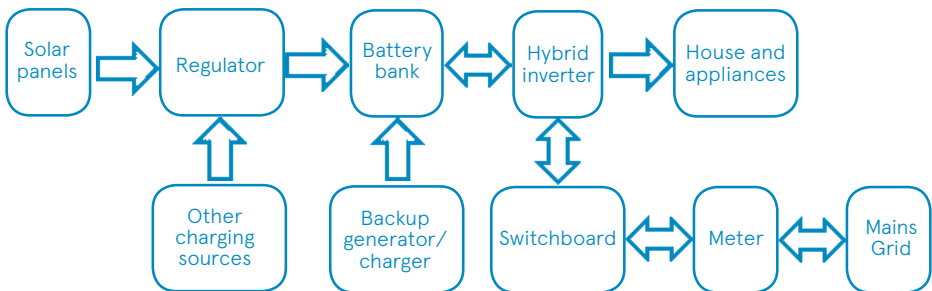 Solar
panels
Regulator
Battery
bank
Hybrid
inverter
House and
appliances
Other
charging
sources
Backup
generator/
charger
Switchboard
Meter
Mains
Grid